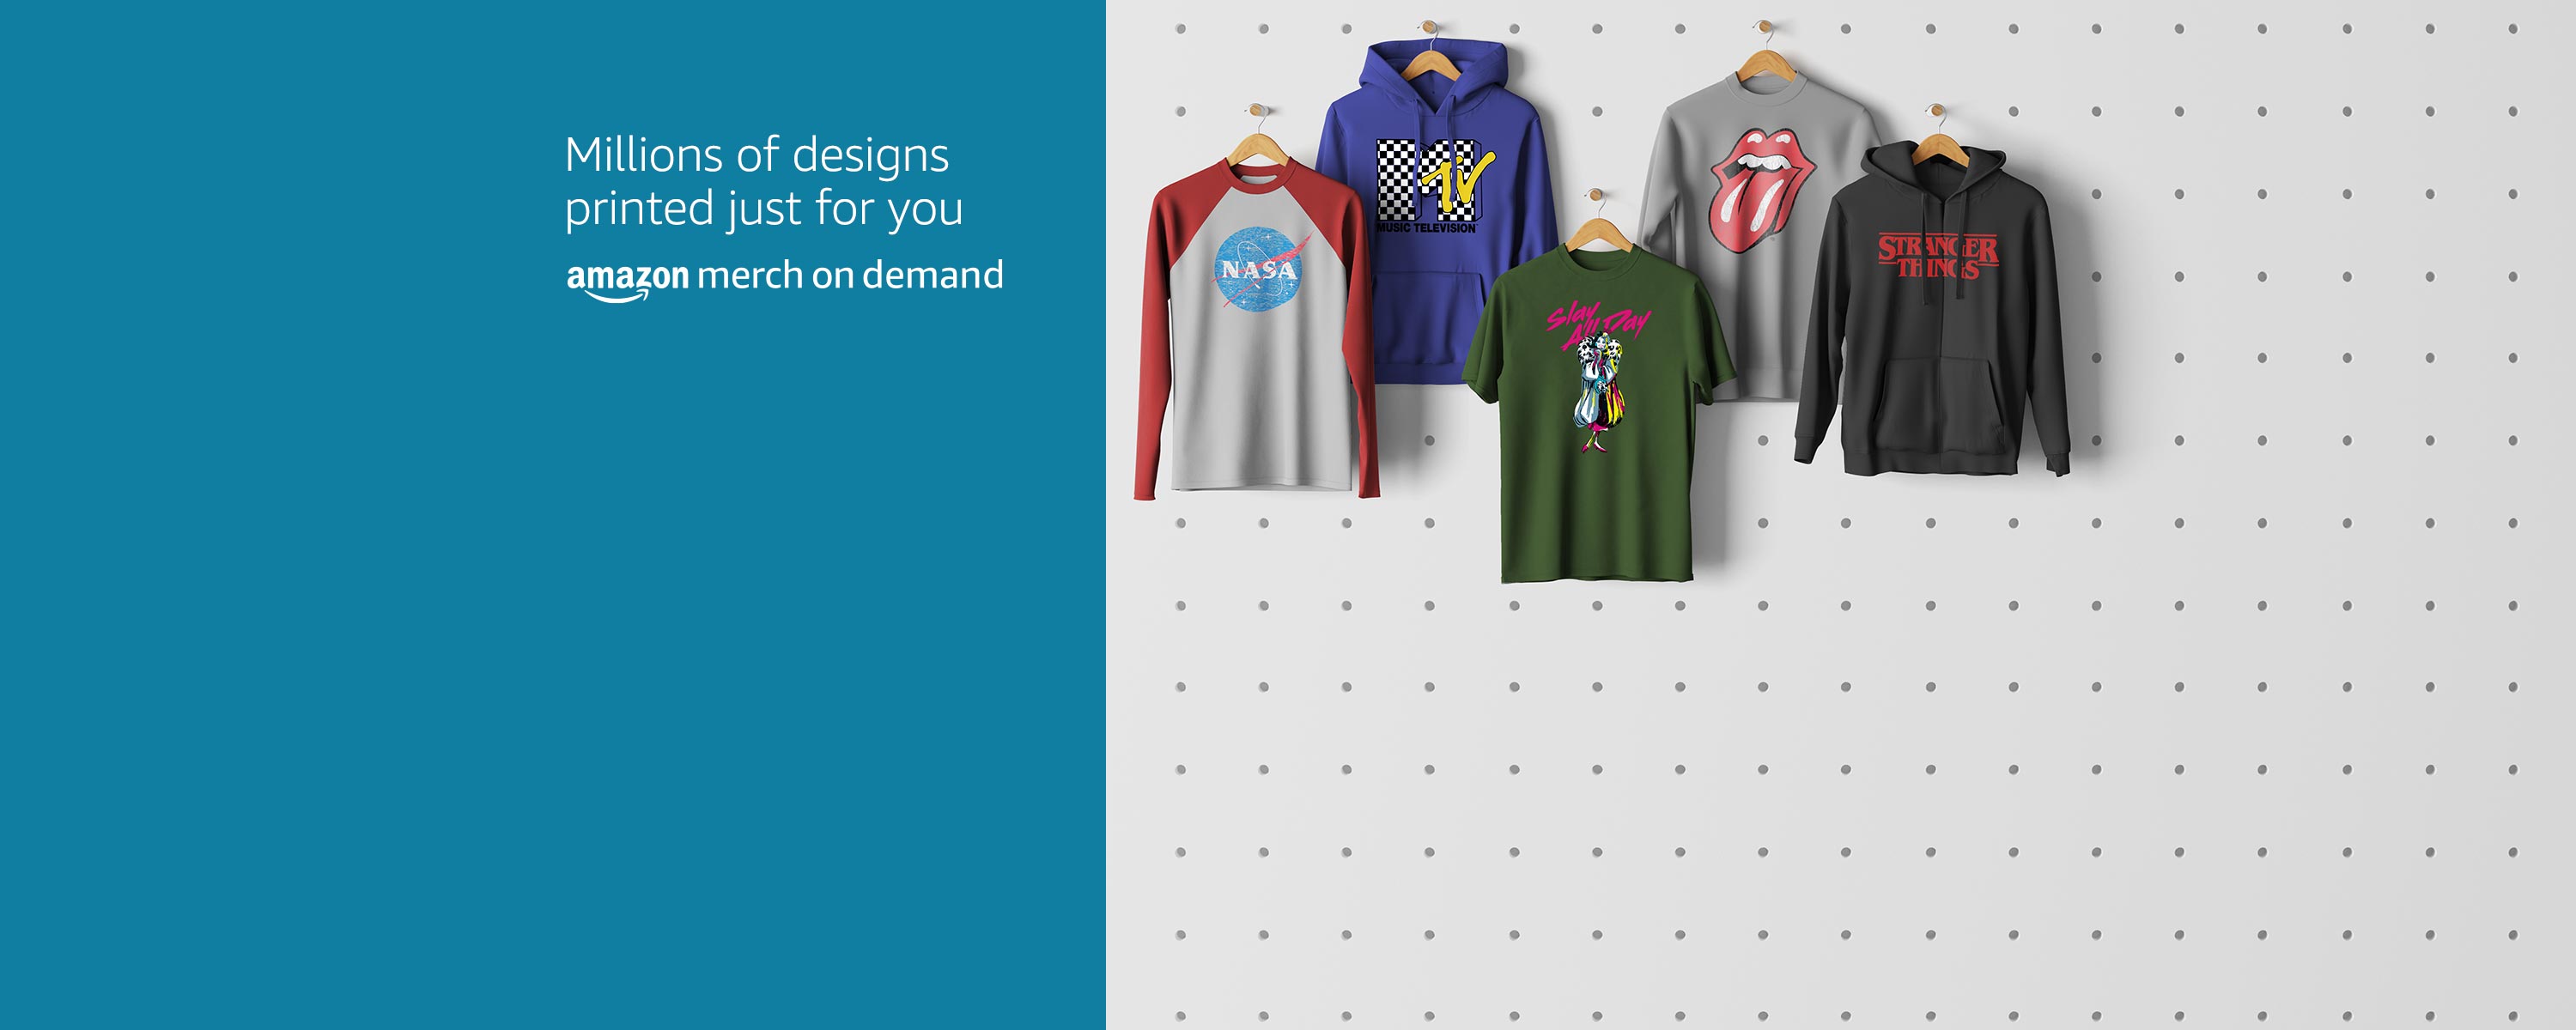 Millions of designs
printed just for you
amazon merch on demand
NASA
MTV
MUSIC TELEVISION
Slay
All Day
STRANGER
THINGS